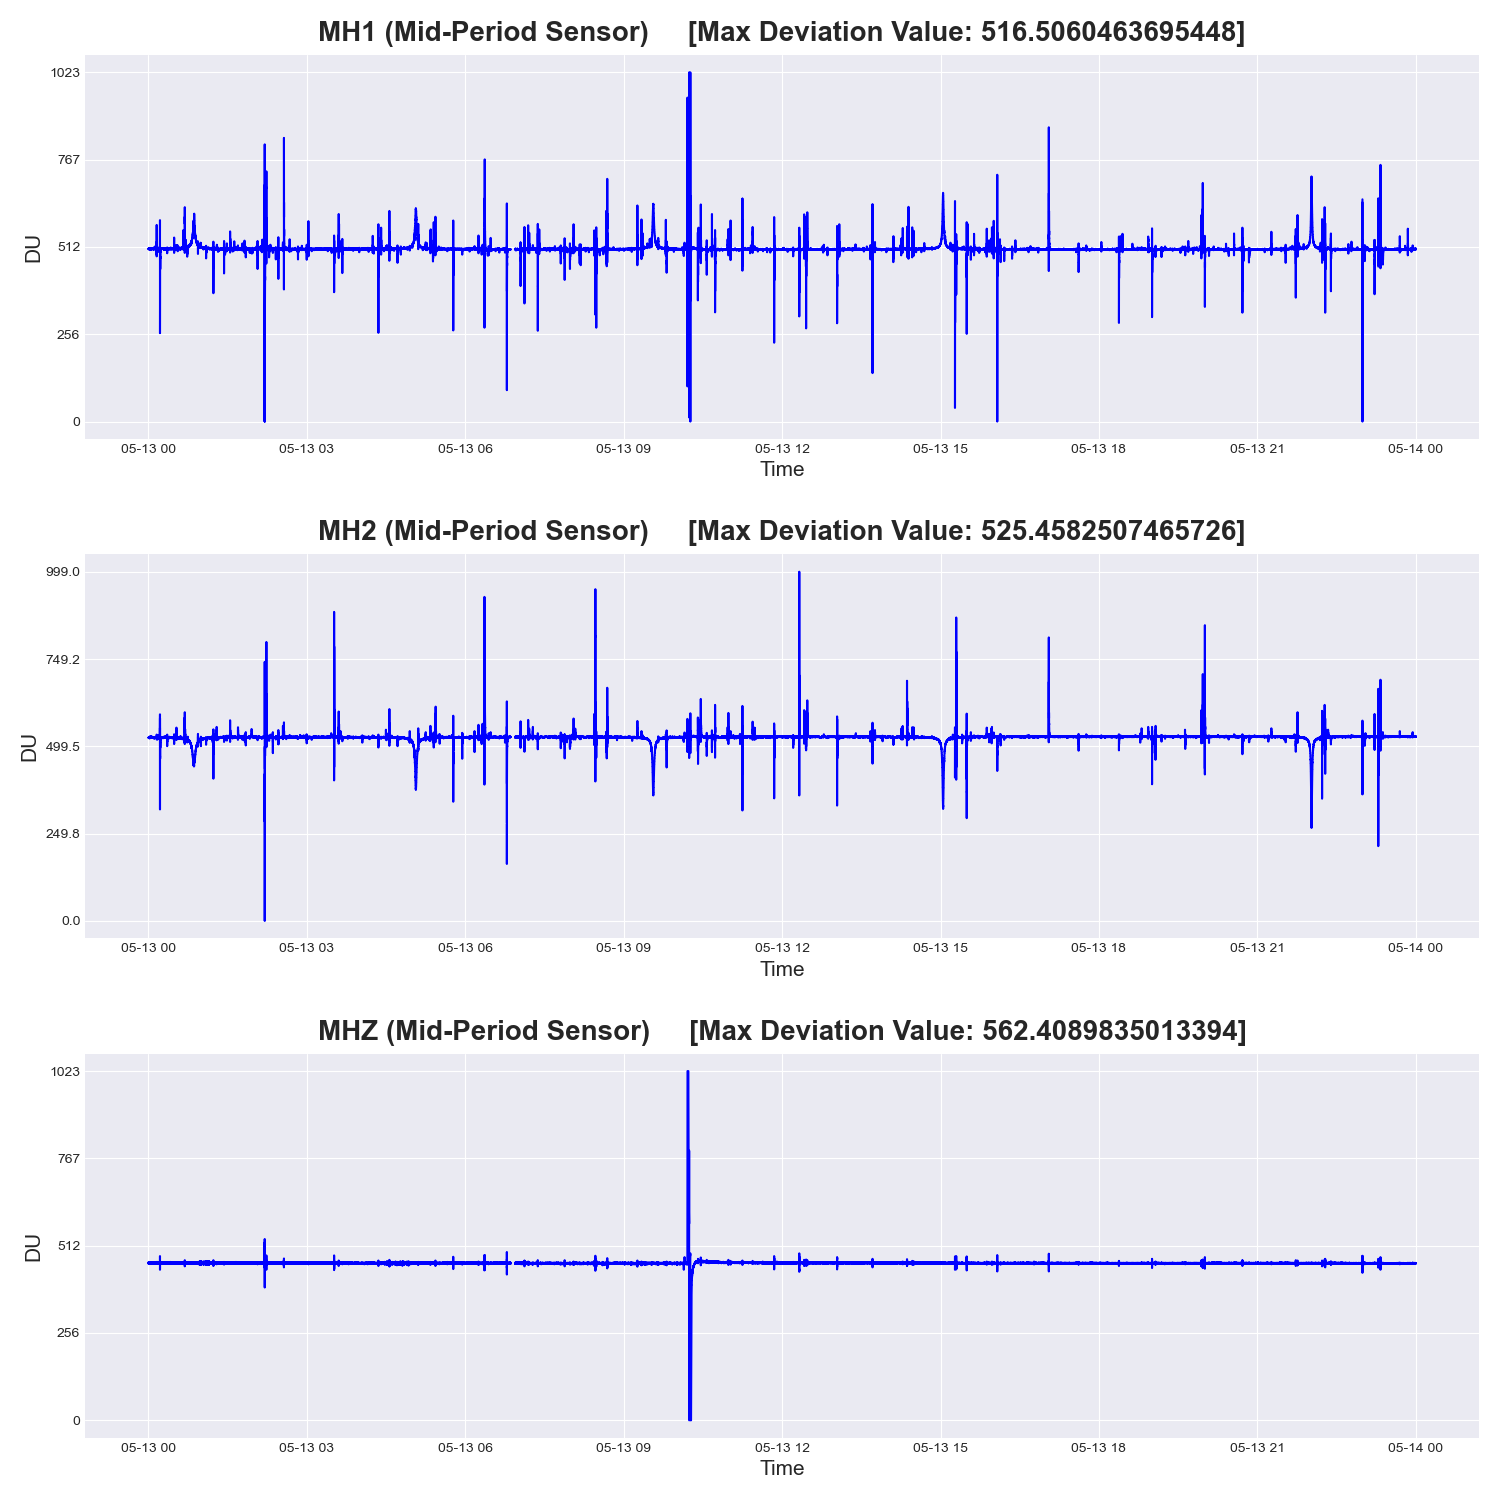 MH1 (Mid-Period Sensor) [Max Deviation Value: 516.5060463695448]
1023
767
512
256
0
DU
05-13 00 05-13 03 05-13 06 05-13 09 05-13 12 05-13 15 05-13 18 05-13 21 05-14 00
Time
MH2 (Mid-Period Sensor) [Max Deviation Value: 525.4582507465726]
999.0
749.2
499.5
249.8
0.0
DU
05-13 00 05-13 03 05-13 06 05-13 09 05-13 12 05-13 15 05-13 18 05-13 21 05-14 00
Time
MHZ (Mid-Period Sensor) [Max Deviation Value: 562.4089835013394]
1023
767
512
256
0
DU
05-13 00 05-13 03 05-13 06 05-13 09 05-13 12 05-13 15 05-13 18 05-13 21 05-14 00
Time